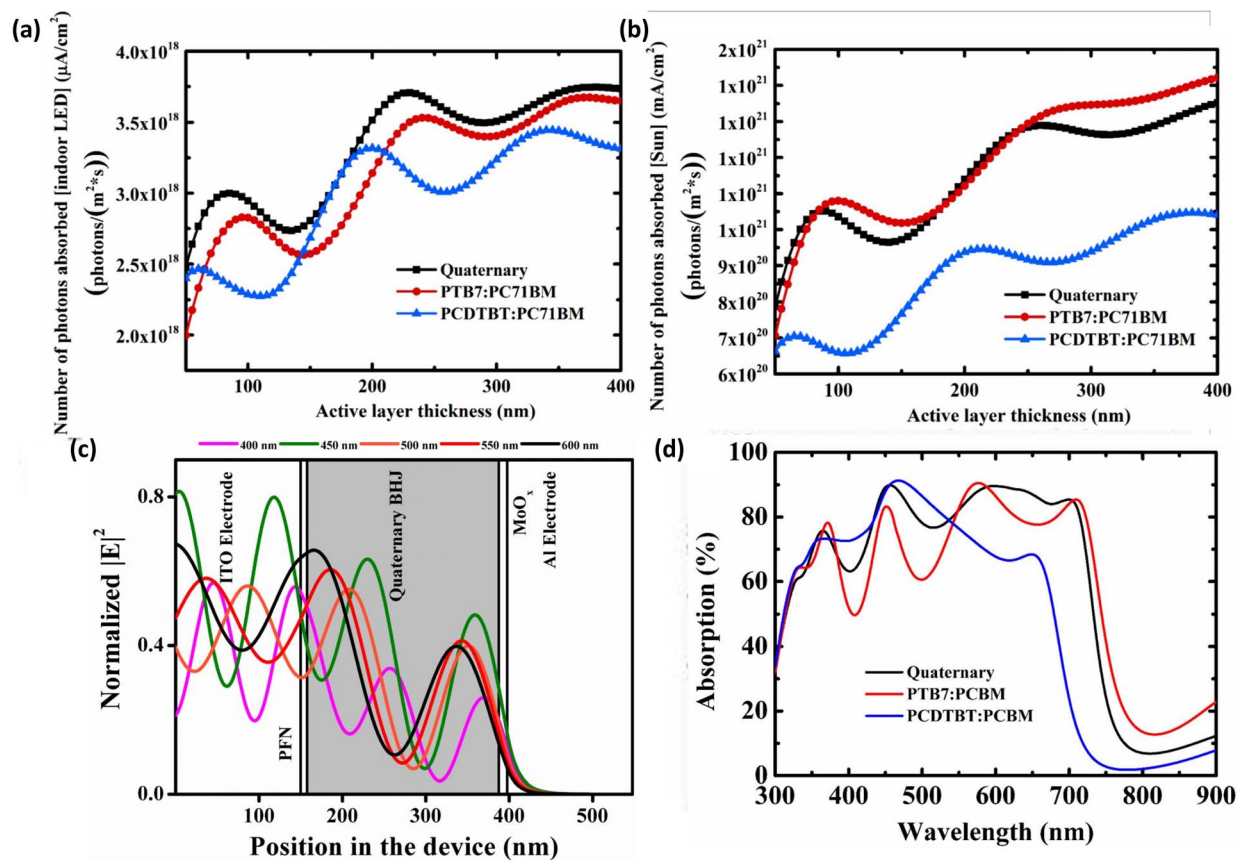 (a)
Number of photons absorbed [indoor LED] (μA/cm²)
(photons/(m²*s))
4.0x10¹⁸
3.5x10¹⁸
3.0x10¹⁸
2.5x10¹⁸
2.0x10¹⁸
Quaternary
PTB7:PC71BM
PCDTBT:PC71BM
100
200
300
400
Active layer thickness (nm)
(b)
Number of photons absorbed [Sun] (mA/cm²)
(photons/(m²*s))
2x10²¹
1x10²¹
1x10²¹
1x10²¹
1x10²¹
1x10²¹
9x10²⁰
8x10²⁰
7x10²⁰
6x10²⁰
Quaternary
PTB7:PC71BM
PCDTBT:PC71BM
100
200
300
400
Active layer thickness (nm)
(c)
400 nm
450 nm
500 nm
550 nm
600 nm
Normalized |E|²
0.8
0.4
0.0
ITO Electrode
PFN
Quaternary BHJ
MoOₓ
Al Electrode
0
100
200
300
400
500
Position in the device (nm)
(d)
Absorption (%)
100
90
80
70
60
50
40
30
20
10
0
Quaternary
PTB7:PCBM
PCDTBT:PCBM
300
400
500
600
700
800
900
Wavelength (nm)